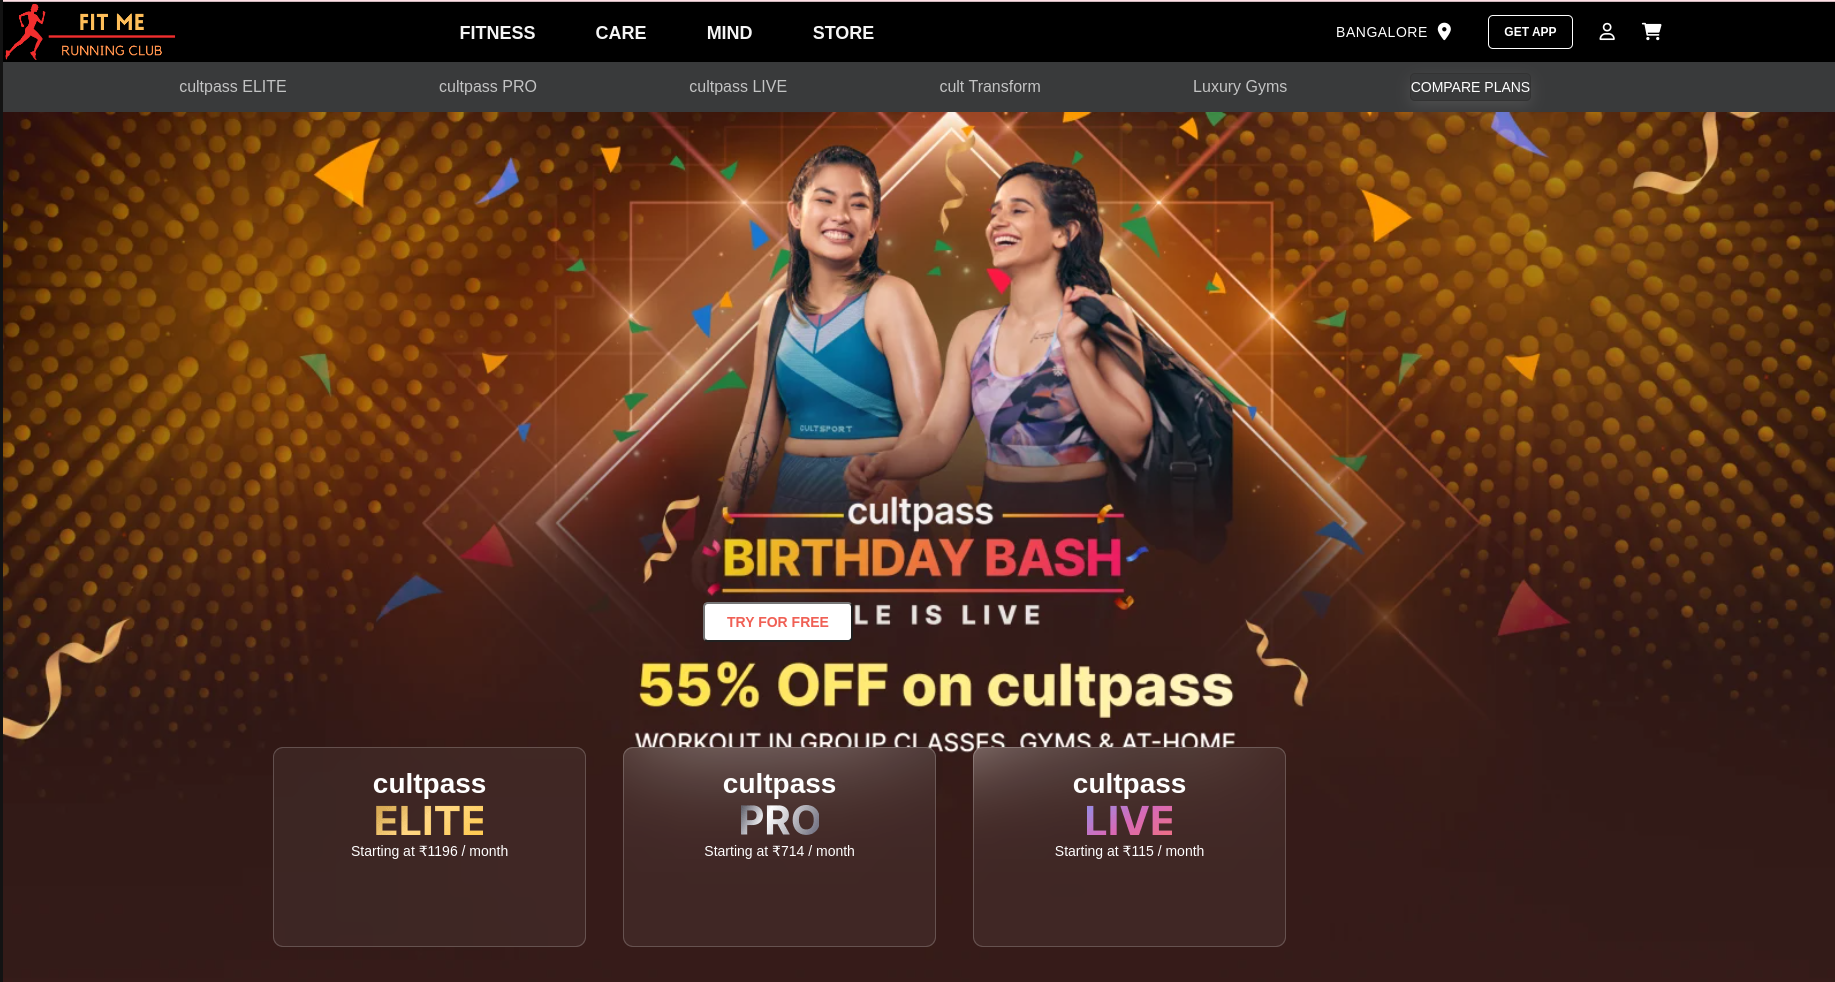 FIT ME
RUNNING CLUB
FITNESS CARE MIND STORE
BANGALORE GET APP
cultpass ELITE cultpass PRO cultpass LIVE cult Transform Luxury Gyms COMPARE PLANS
CULTSPORT
cultpass
BIRTHDAY BASH
TRY FOR FREE LE IS LIVE
55% OFF on cultpass
WORKOUT IN GROUP CLASSES, GYMS & AT-HOME
cultpass
ELITE
Starting at ₹1196 / month
cultpass
PRO
Starting at ₹714 / month
cultpass
LIVE
Starting at ₹115 / month